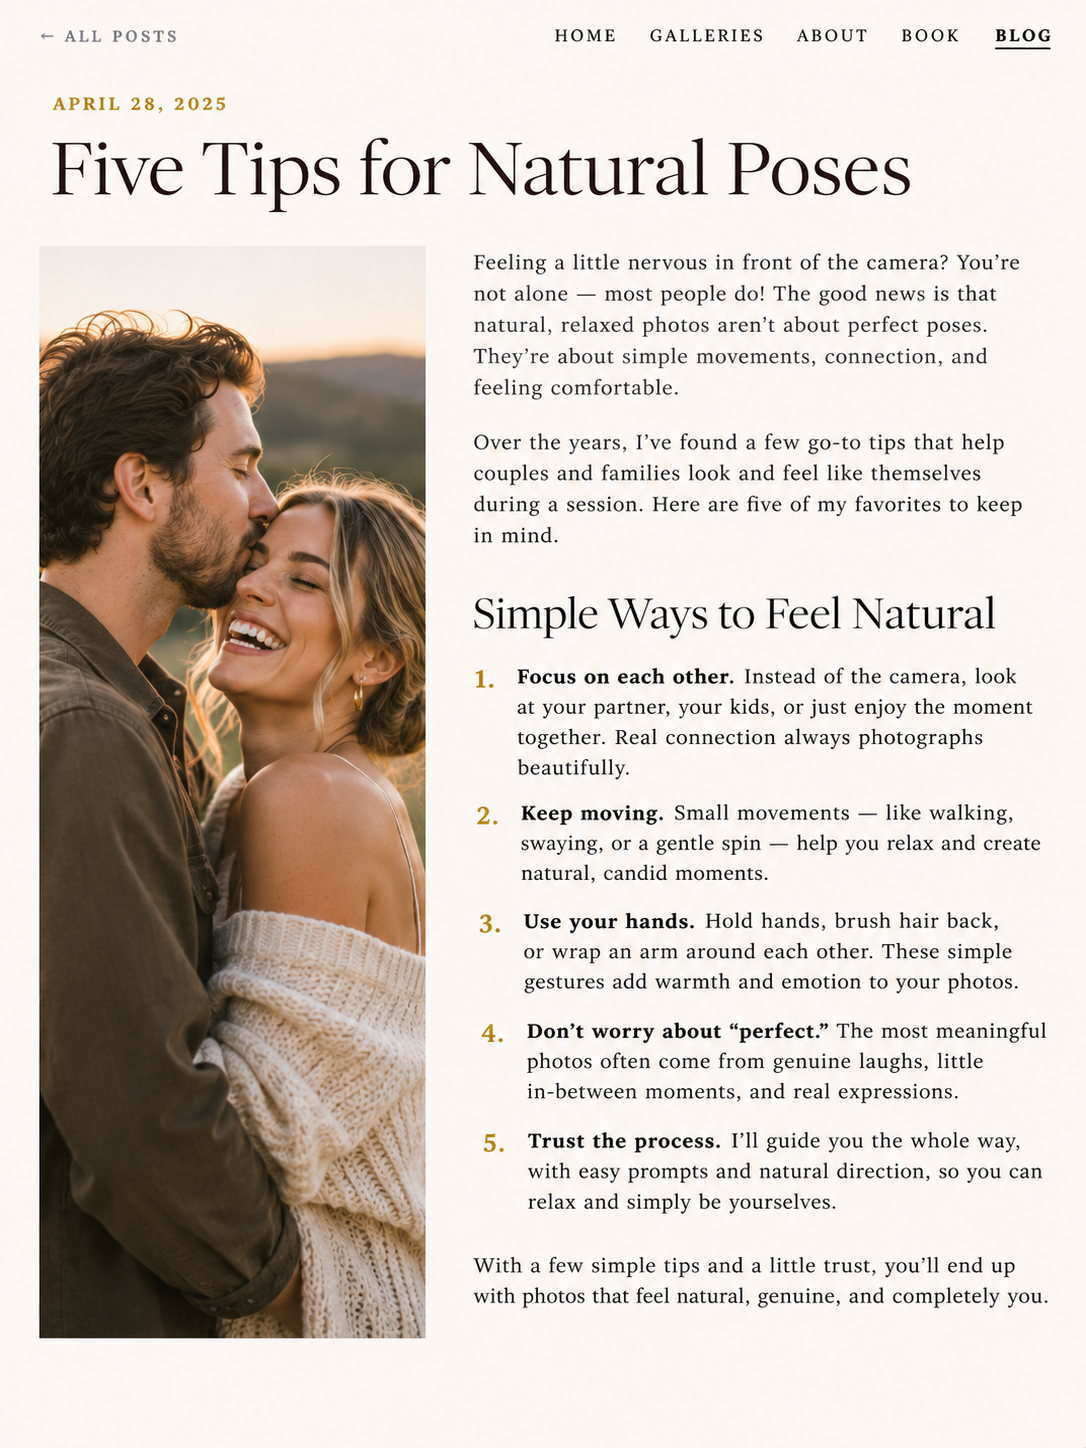 ← ALL POSTS
HOME GALLERIES ABOUT BOOK BLOG
APRIL 28, 2025
Five Tips for Natural Poses
Feeling a little nervous in front of the camera? You’re
not alone — most people do! The good news is that
natural, relaxed photos aren’t about perfect poses.
They’re about simple movements, connection, and
feeling comfortable.
Over the years, I’ve found a few go-to tips that help
couples and families look and feel like themselves
during a session. Here are five of my favorites to keep
in mind.
Simple Ways to Feel Natural
1. Focus on each other. Instead of the camera, look
at your partner, your kids, or just enjoy the moment
together. Real connection always photographs
beautifully.
2. Keep moving. Small movements — like walking,
swaying, or a gentle spin — help you relax and create
natural, candid moments.
3. Use your hands. Hold hands, brush hair back,
or wrap an arm around each other. These simple
gestures add warmth and emotion to your photos.
4. Don’t worry about “perfect.” The most meaningful
photos often come from genuine laughs, little
in-between moments, and real expressions.
5. Trust the process. I’ll guide you the whole way,
with easy prompts and natural direction, so you can
relax and simply be yourselves.
With a few simple tips and a little trust, you’ll end up
with photos that feel natural, genuine, and completely you.